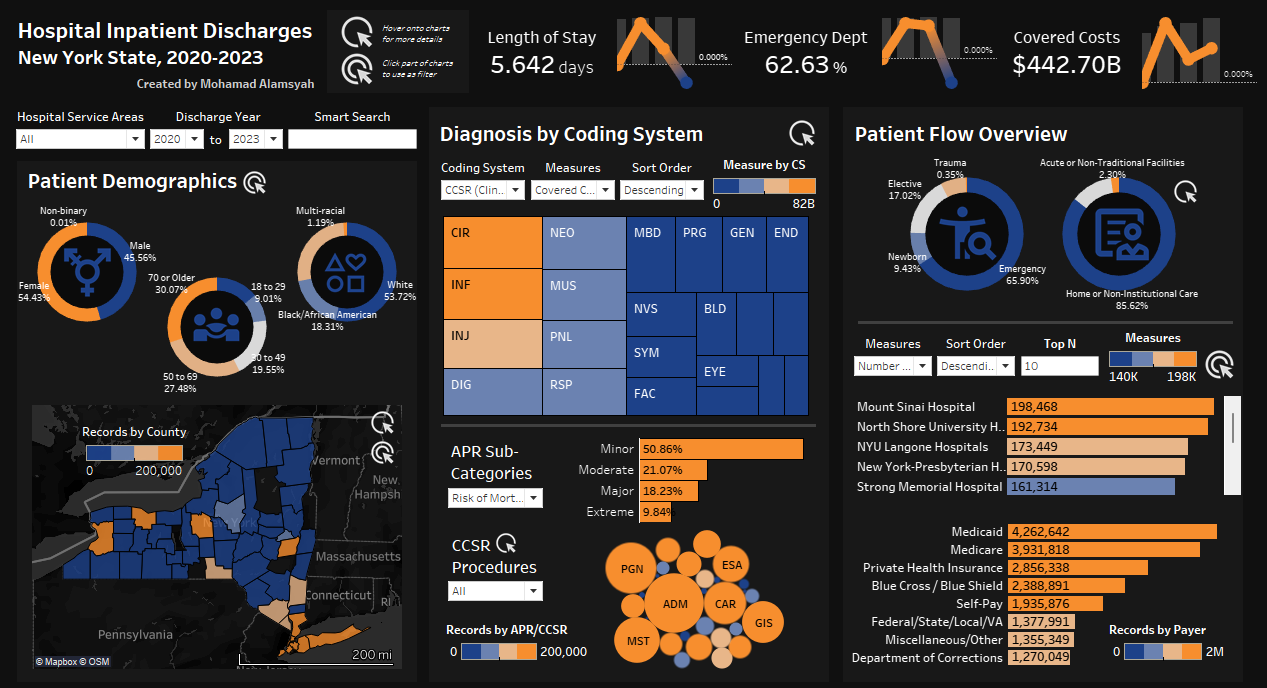 Hospital Inpatient Discharges
New York State, 2020-2023
Created by Mohamad Alamsyah
Hover onto charts
for more details
Click part of charts
to use as filter
Length of Stay
5.642 days
0.000%
Emergency Dept
62.63 %
0.000%
Covered Costs
$442.70B
0.000%
Hospital Service Areas
All
Discharge Year
2020
to
2023
Smart Search
Patient Demographics
Non-binary
0.01%
Male
45.56%
Female
54.43%
70 or Older
30.07%
18 to 29
9.01%
30 to 49
19.55%
50 to 69
27.48%
Multi-racial
1.19%
White
53.72%
Black/African American
18.31%
Records by County
0
200,000
Vermont
New
Hampsh
New York
Massachusetts
Connecticut
R.I.
Pennsylvania
New Jersey
200 mi
© Mapbox © OSM
Diagnosis by Coding System
Coding System
CCSR (Clin..
Measures
Covered C...
Sort Order
Descending
Measure by CS
0
82B
CIR
INF
INJ
DIG
NEO
MUS
PNL
RSP
MBD
PRG
GEN
END
NVS
SYM
FAC
BLD
EYE
APR Sub-
Categories
Risk of Mort...
Minor
50.86%
Moderate
21.07%
Major
18.23%
Extreme
9.84%
CCSR
Procedures
All
Records by APR/CCSR
0
200,000
PGN
ESA
ADM
CAR
GIS
MST
Patient Flow Overview
Trauma
0.35%
Elective
17.02%
Newborn
9.43%
Emergency
65.90%
Acute or Non-Traditional Facilities
2.30%
Home or Non-Institutional Care
85.62%
Measures
Number ...
Sort Order
Descendi..
Top N
10
Measures
140K
198K
Mount Sinai Hospital
198,468
North Shore University H..
192,734
NYU Langone Hospitals
173,449
New York-Presbyterian H..
170,598
Strong Memorial Hospital
161,314
Medicaid
4,262,642
Medicare
3,931,818
Private Health Insurance
2,856,338
Blue Cross / Blue Shield
2,388,891
Self-Pay
1,935,876
Federal/State/Local/VA
1,377,991
Miscellaneous/Other
1,355,349
Department of Corrections
1,270,049
Records by Payer
0
2M